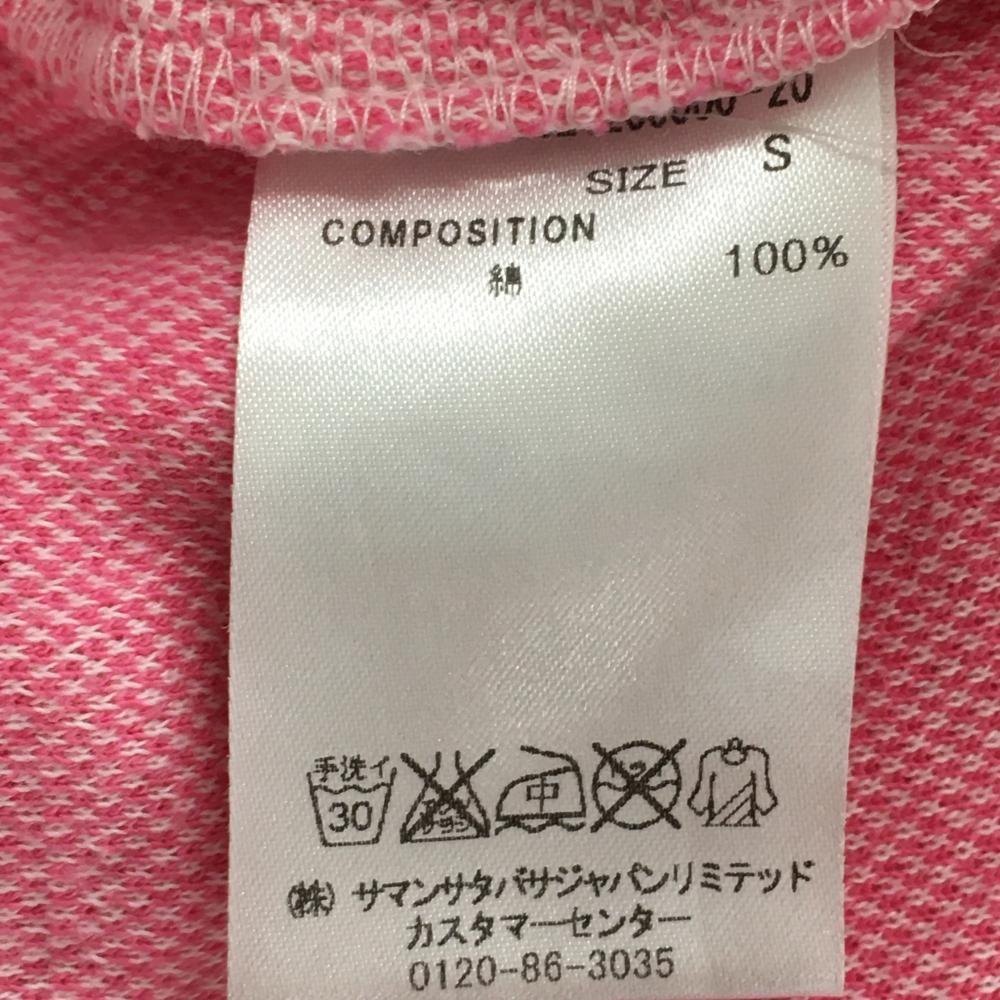 20
SIZE S
COMPOSITION
綿 100%
手洗イ
30
中
(株) サマンサタバサジャパンリミテッド
カスタマーセンター
0120-86-3035